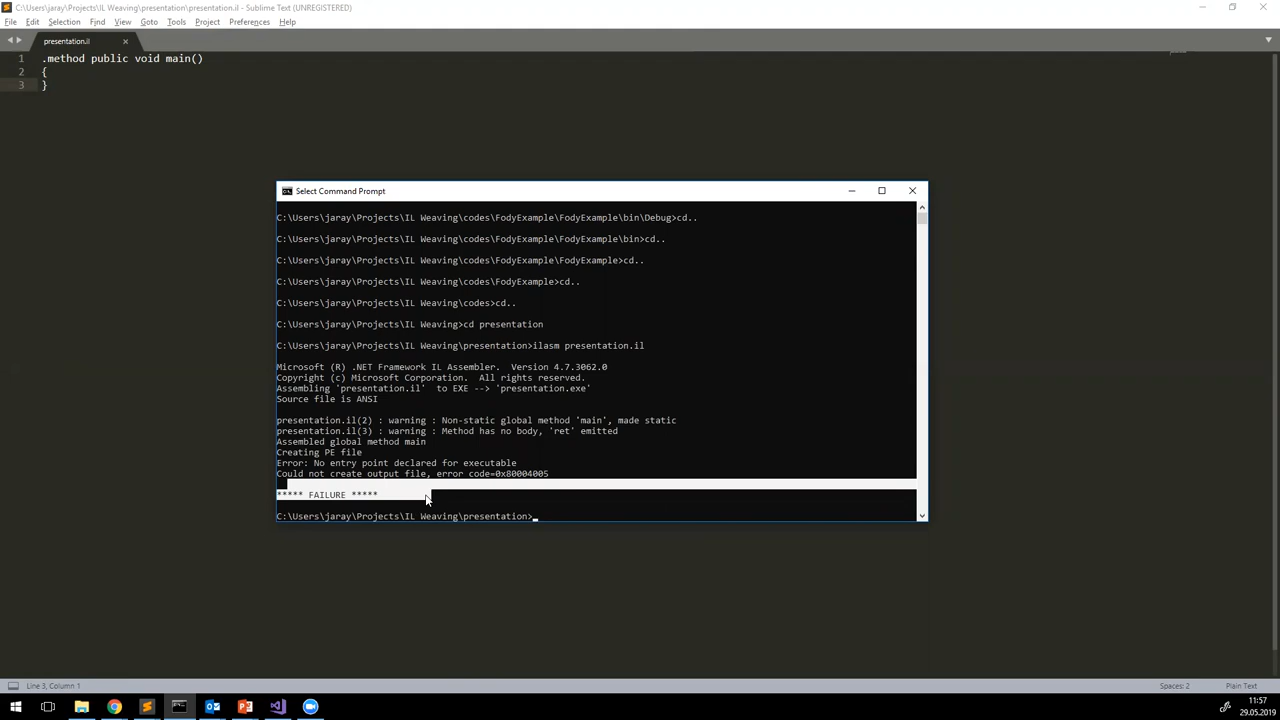 C:\Users\jaray\Projects\IL Weaving\presentation\presentation.il - Sublime Text (UNREGISTERED)
File Edit Selection Find View Goto Tools Project Preferences Help
presentation.il
1 .method public void main()
2 {
3 }
Select Command Prompt
C:\Users\jaray\Projects\IL Weaving\codes\FodyExample\FodyExample\bin\Debug>cd..
C:\Users\jaray\Projects\IL Weaving\codes\FodyExample\FodyExample\bin>cd..
C:\Users\jaray\Projects\IL Weaving\codes\FodyExample\FodyExample>cd..
C:\Users\jaray\Projects\IL Weaving\codes\FodyExample>cd..
C:\Users\jaray\Projects\IL Weaving\codes>cd..
C:\Users\jaray\Projects\IL Weaving>cd presentation
C:\Users\jaray\Projects\IL Weaving\presentation>ilasm presentation.il
Microsoft (R) .NET Framework IL Assembler.  Version 4.7.3062.0
Copyright (c) Microsoft Corporation.  All rights reserved.
Assembling 'presentation.il'  to EXE --> 'presentation.exe'
Source file is ANSI
presentation.il(2) : warning : Non-static global method 'main', made static
presentation.il(3) : warning : Method has no body, 'ret' emitted
Assembled global method main
Creating PE file
Error: No entry point declared for executable
Could not create output file, error code=0x80004005
***** FAILURE *****
C:\Users\jaray\Projects\IL Weaving\presentation>
Line 3, Column 1 Spaces: 2 Plain Text
11:57
29.05.2019